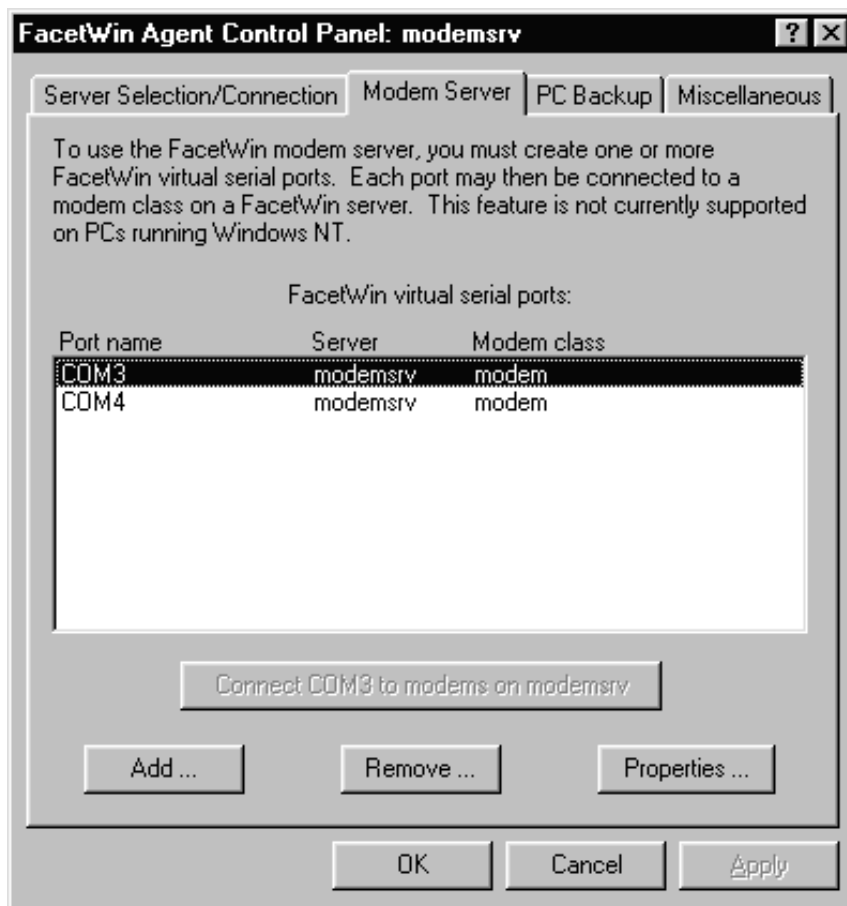 FacetWin Agent Control Panel: modemsrv
? X
Server Selection/Connection Modem Server PC Backup Miscellaneous
To use the FacetWin modem server, you must create one or more
FacetWin virtual serial ports. Each port may then be connected to a
modem class on a FacetWin server. This feature is not currently supported
on PCs running Windows NT.
FacetWin virtual serial ports:
Port name Server Modem class
COM3 modemsrv modem
COM4 modemsrv modem
Connect COM3 to modems on modemsrv
Add ... Remove ... Properties ...
OK Cancel Apply